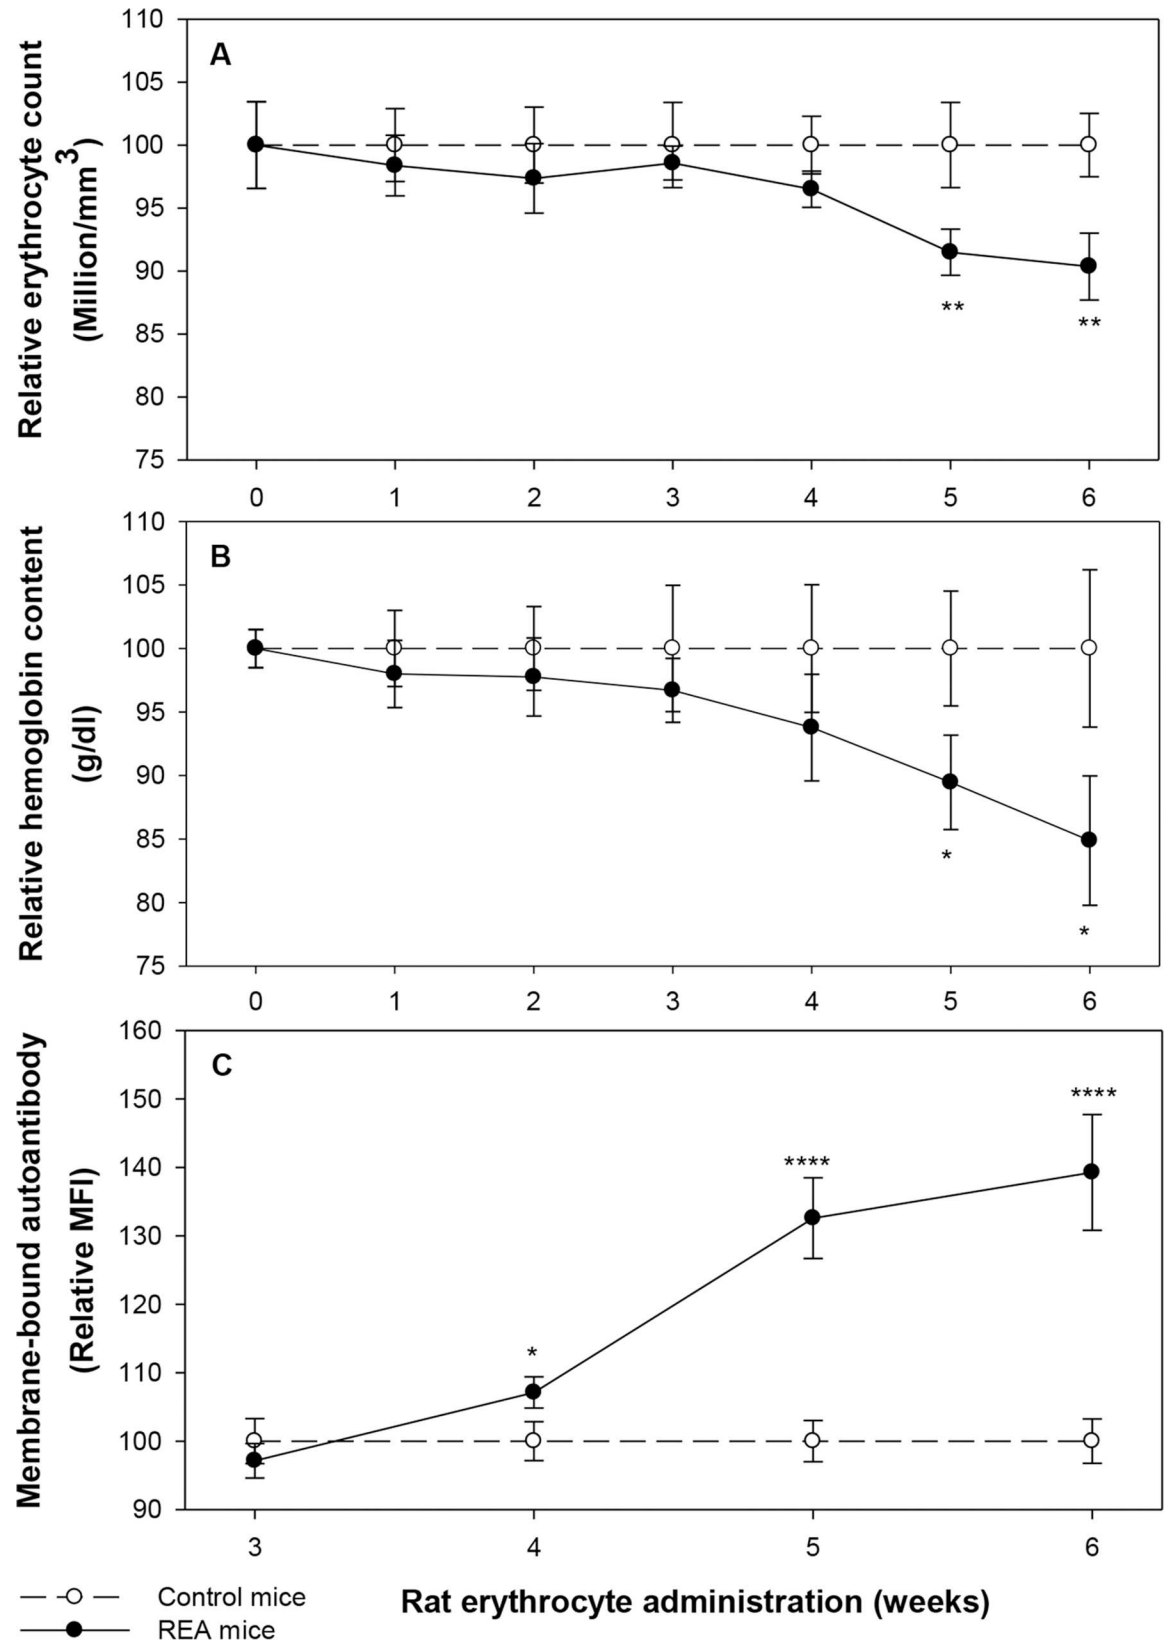 A
Relative erythrocyte count
(Million/mm3)
110
105
100
95
90
85
80
75
**
**
0 1 2 3 4 5 6
B
Relative hemoglobin content
(g/dl)
110
105
100
95
90
85
80
75
*
*
0 1 2 3 4 5 6
C
Membrane-bound autoantibody
(Relative MFI)
160
150
140
130
120
110
100
90
*
****
****
3 4 5 6
Rat erythrocyte administration (weeks)
Control mice
REA mice